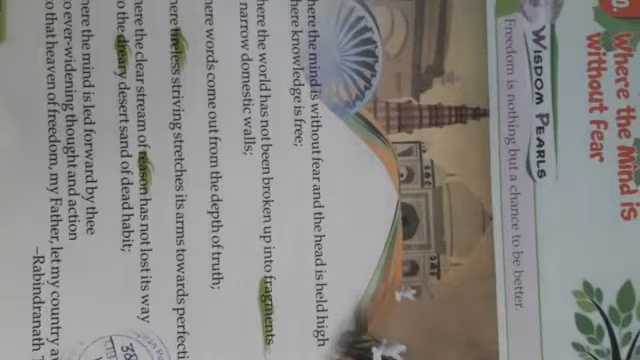 Where the Mind is
without Fear
WISDOM PEARLS
Freedom is nothing but a chance to be better.
here the mind is without fear and the head is held high
here knowledge is free;
here the world has not been broken up into fragments
narrow domestic walls;
here words come out from the depth of truth;
here tireless striving stretches its arms towards perfecti
here the clear stream of reason has not lost its way
o the dreary desert sand of dead habit;
here the mind is led forward by thee
o ever-widening thought and action
o that heaven of freedom, my Father, let my country a
–Rabindranath T